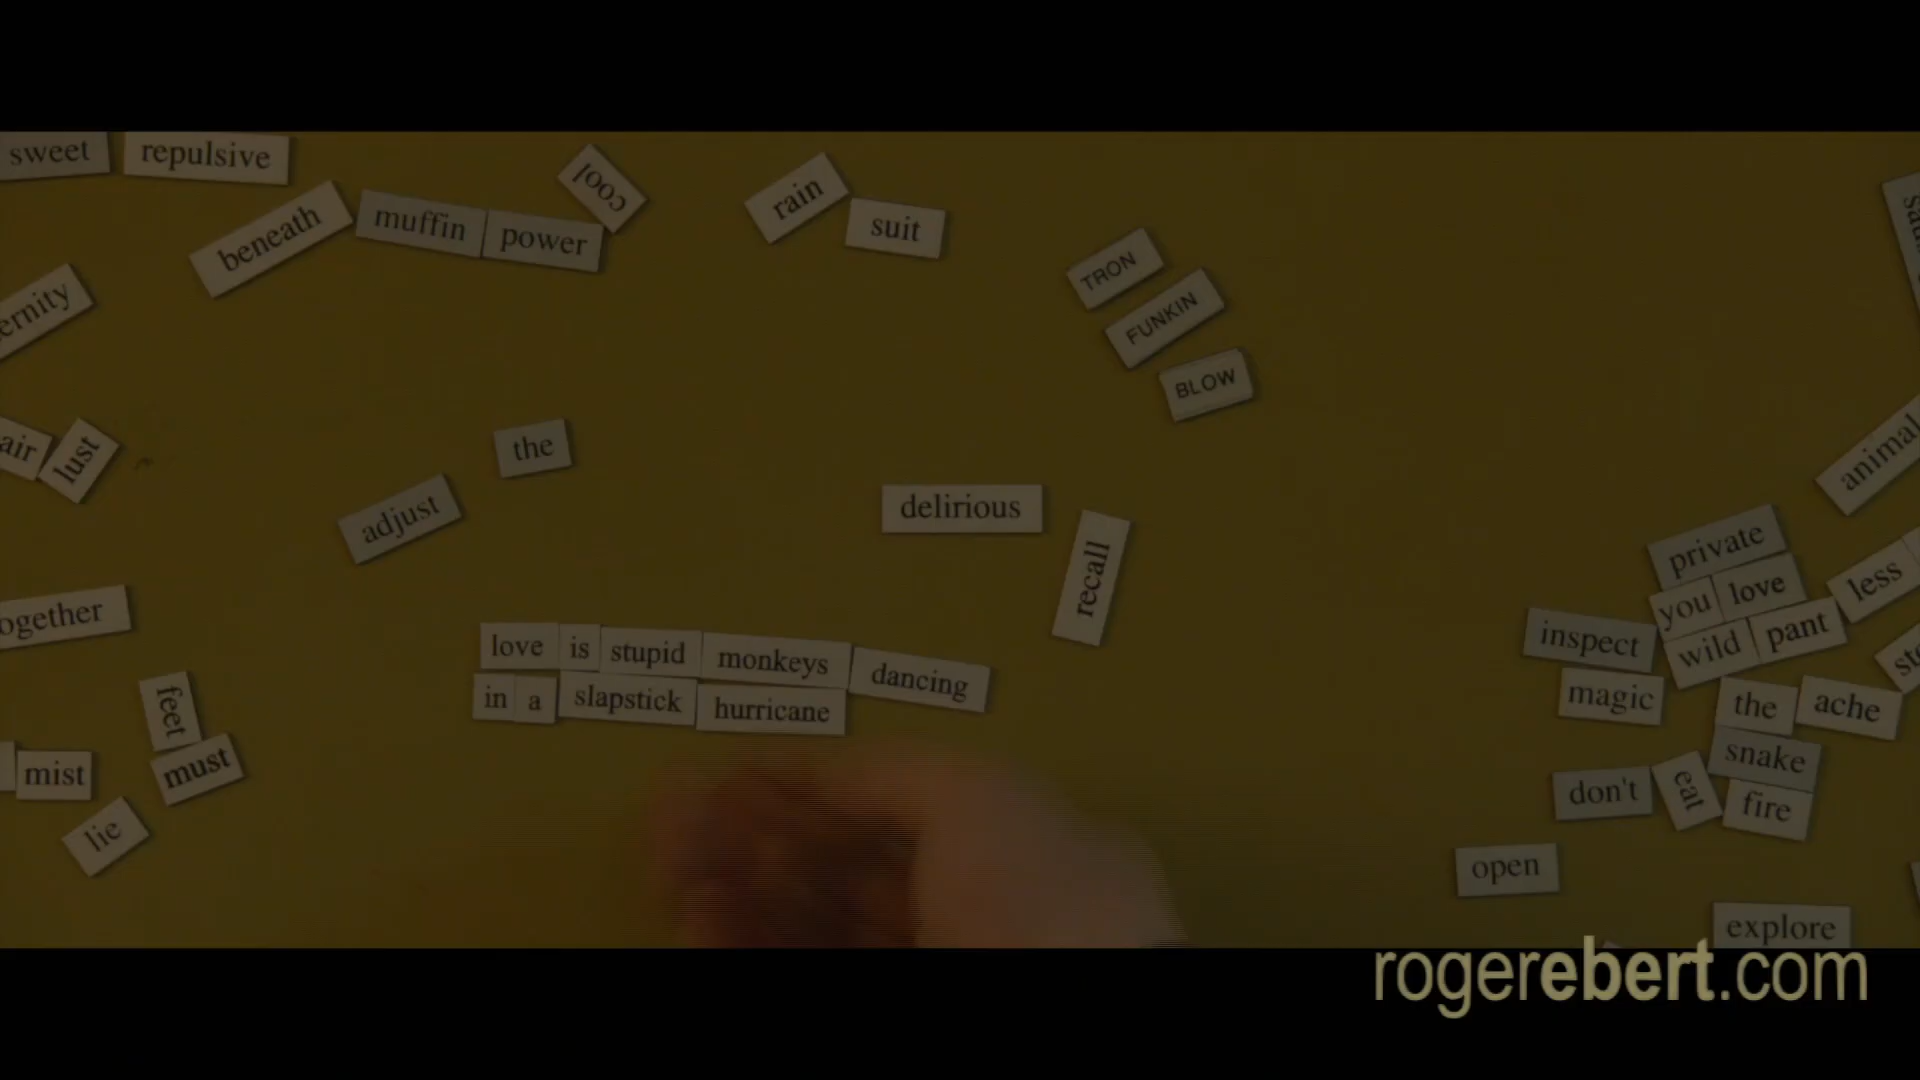 sweet repulsive
beneath muffin power cool
rain suit
TRON
FUNKIN
BLOW
air lust
the
adjust
delirious
recall
love is stupid monkeys dancing
in a slapstick hurricane
feet
must
mist
lie
animal
private
you love less
inspect wild pant
magic the ache
snake
don't eat fire
open
explore
rogerebert.com